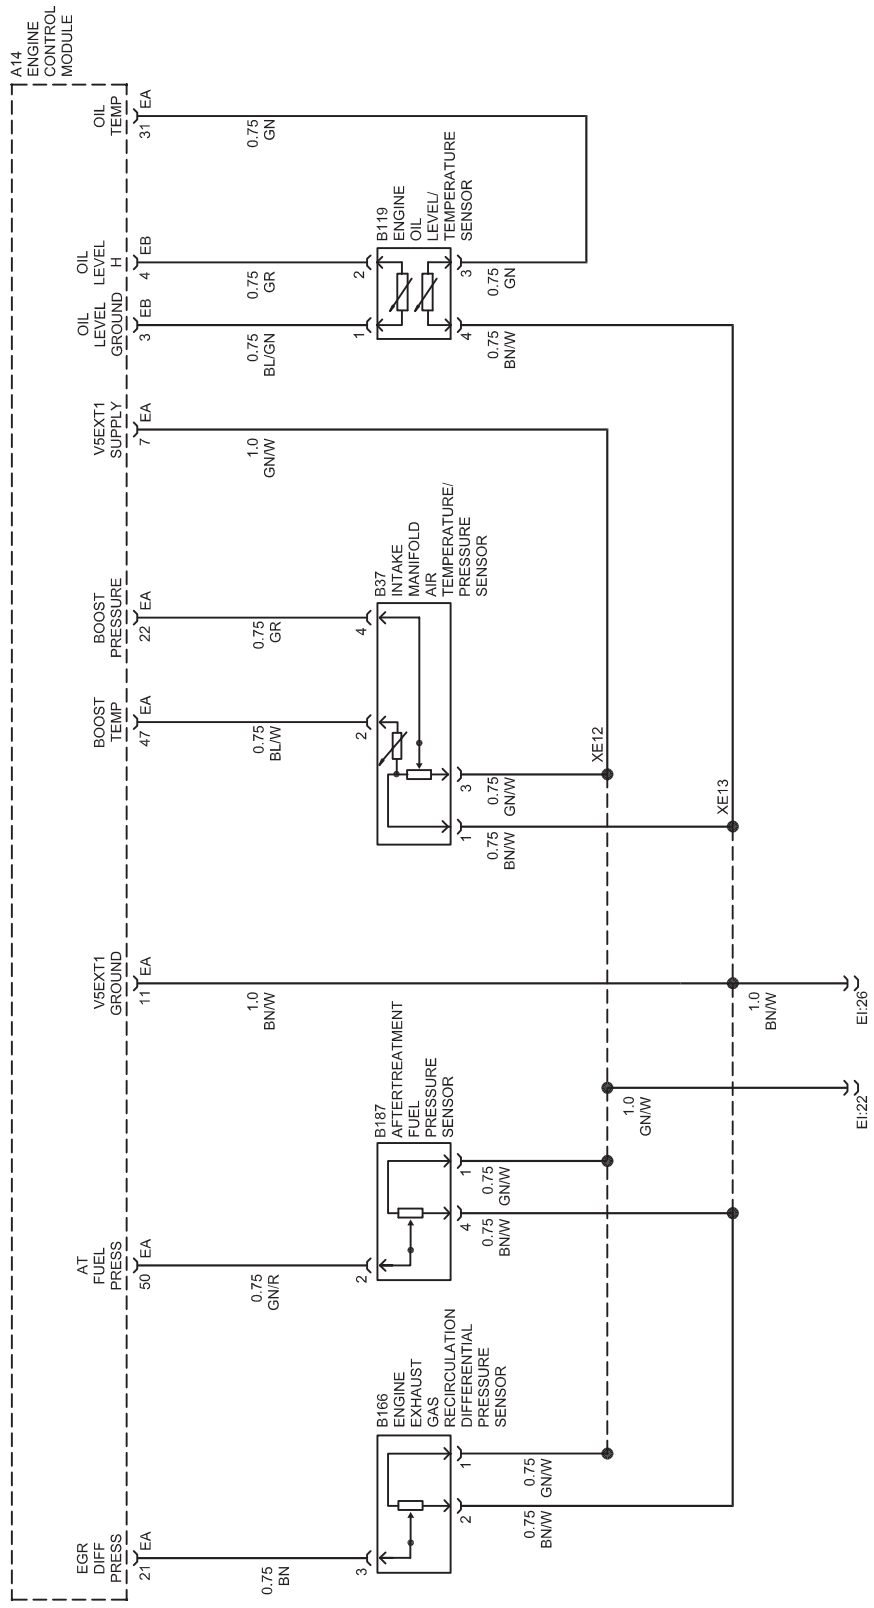 A14
ENGINE
CONTROL
MODULE
EGR
DIFF
PRESS
AT
FUEL
PRESS
V5EXT1
GROUND
BOOST
TEMP
BOOST
PRESSURE
V5EXT1
SUPPLY
OIL
LEVEL
GROUND
OIL
LEVEL
H
OIL
TEMP
21 EA
50 EA
11 EA
47 EA
22 EA
7 EA
3 EB
4 EB
31 EA
0.75
BN
0.75
GN/R
1.0
BN/W
0.75
BL/W
0.75
GR
1.0
GN/W
0.75
BL/GN
0.75
GR
0.75
GN
3
2
2
4
1
2
B166
ENGINE
EXHAUST
GAS
RECIRCULATION
DIFFERENTIAL
PRESSURE
SENSOR
B187
AFTERTREATMENT
FUEL
PRESSURE
SENSOR
B37
INTAKE
MANIFOLD
AIR
TEMPERATURE/
PRESSURE
SENSOR
B119
ENGINE
OIL
LEVEL/
TEMPERATURE
SENSOR
2
1
4
1
1
3
4
3
0.75
BN/W
0.75
GN/W
0.75
BN/W
0.75
GN/W
0.75
BN/W
0.75
GN/W
0.75
BN/W
0.75
GN
XE12
1.0
GN/W
XE13
1.0
BN/W
EI:22
EI:26